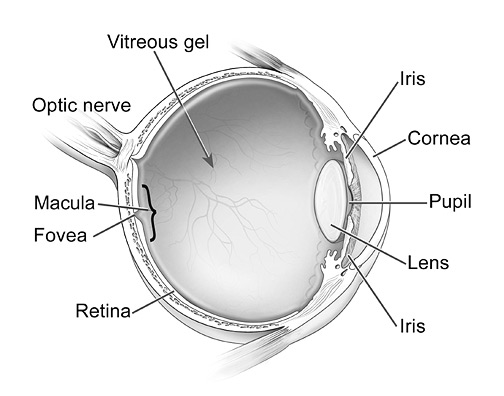 Vitreous gel
Iris
Optic nerve
Cornea
Macula
Pupil
Fovea
Lens
Retina
Iris